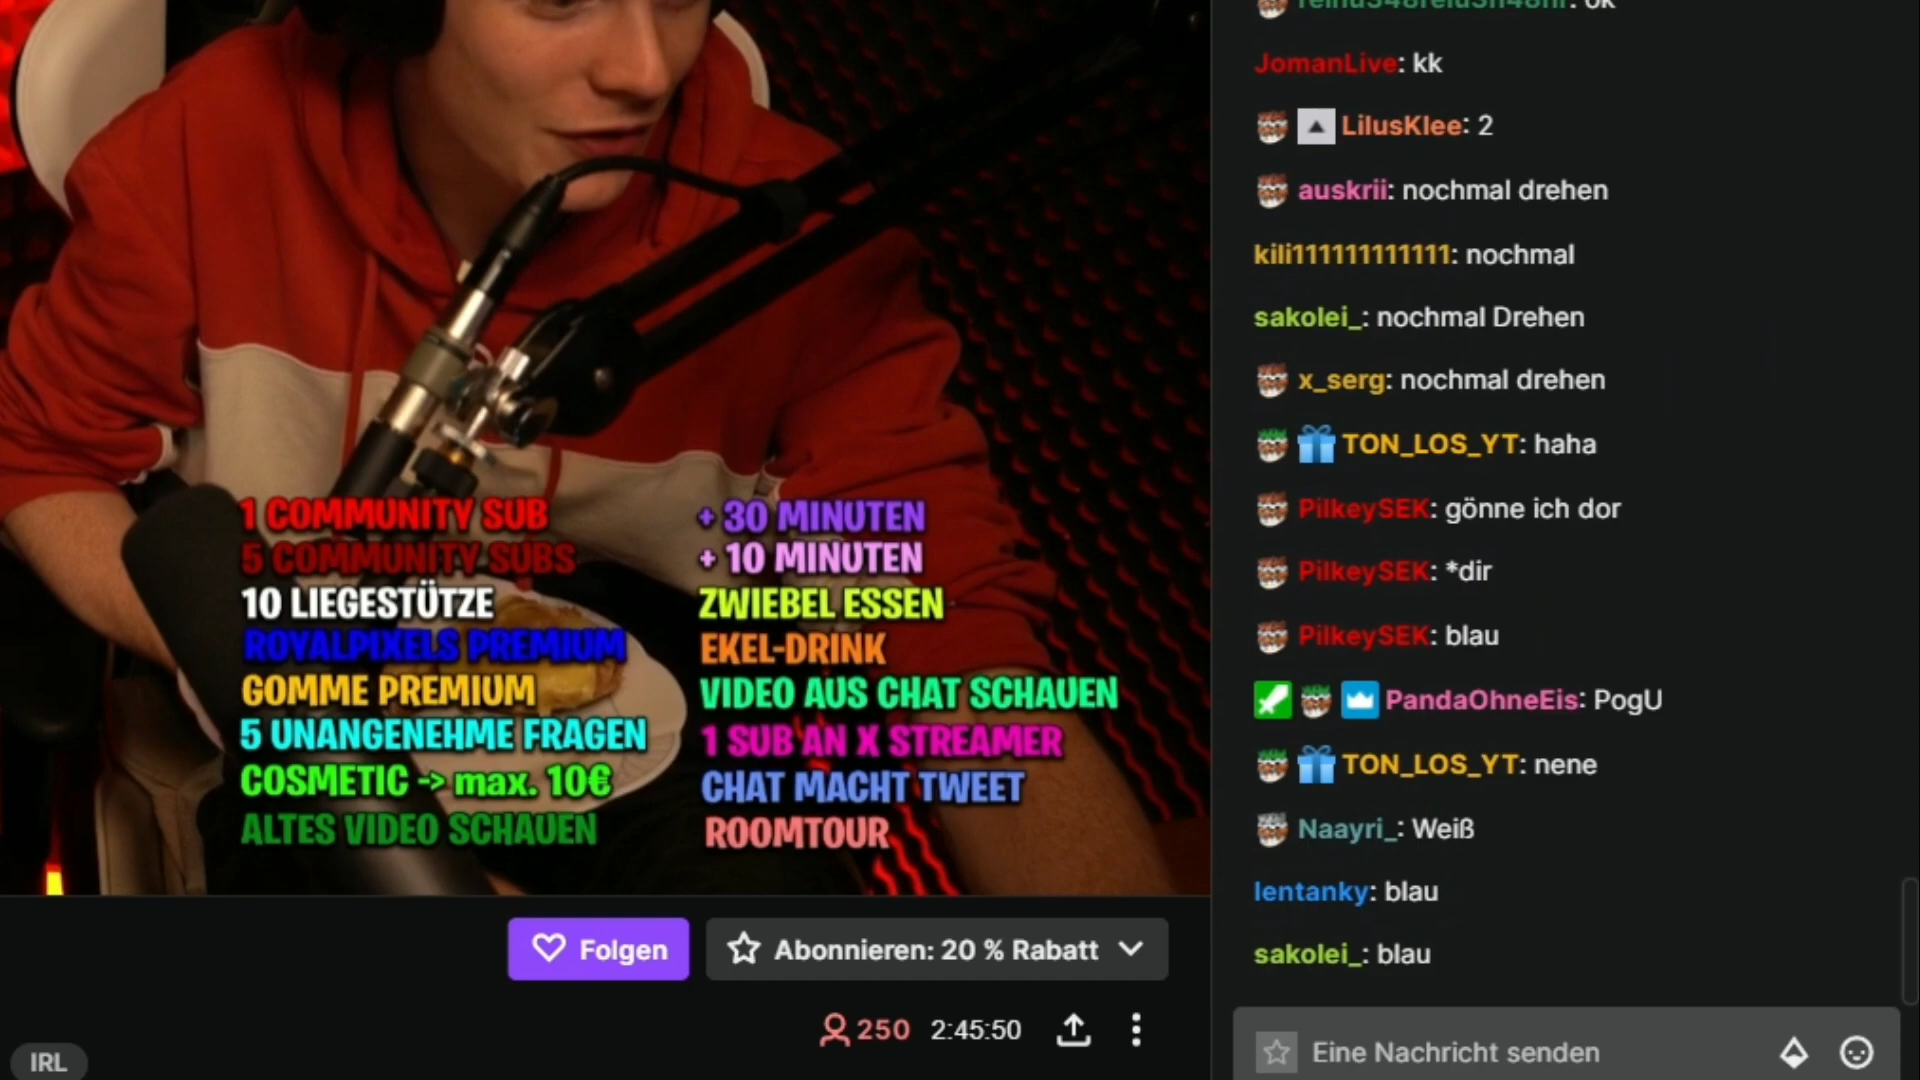 1 COMMUNITY SUB
5 COMMUNITY SUBS
10 LIEGESTÜTZE
ROYALPIXELS PREMIUM
GOMME PREMIUM
5 UNANGENEHME FRAGEN
COSMETIC -> max. 10€
ALTES VIDEO SCHAUEN
+ 30 MINUTEN
+ 10 MINUTEN
ZWIEBEL ESSEN
EKEL-DRINK
VIDEO AUS CHAT SCHAUEN
1 SUB AN X STREAMER
CHAT MACHT TWEET
ROOMTOUR
Folgen
Abonnieren: 20 % Rabatt
250 2:45:50
IRL
: ok
JomanLive: kk
LilusKlee: 2
auskrii: nochmal drehen
kili111111111111: nochmal
sakolei_: nochmal Drehen
x_serg: nochmal drehen
TON_LOS_YT: haha
PilkeySEK: gönne ich dor
PilkeySEK: *dir
PilkeySEK: blau
PandaOhneEis: PogU
TON_LOS_YT: nene
Naayri_: Weiß
lentanky: blau
sakolei_: blau
Eine Nachricht senden